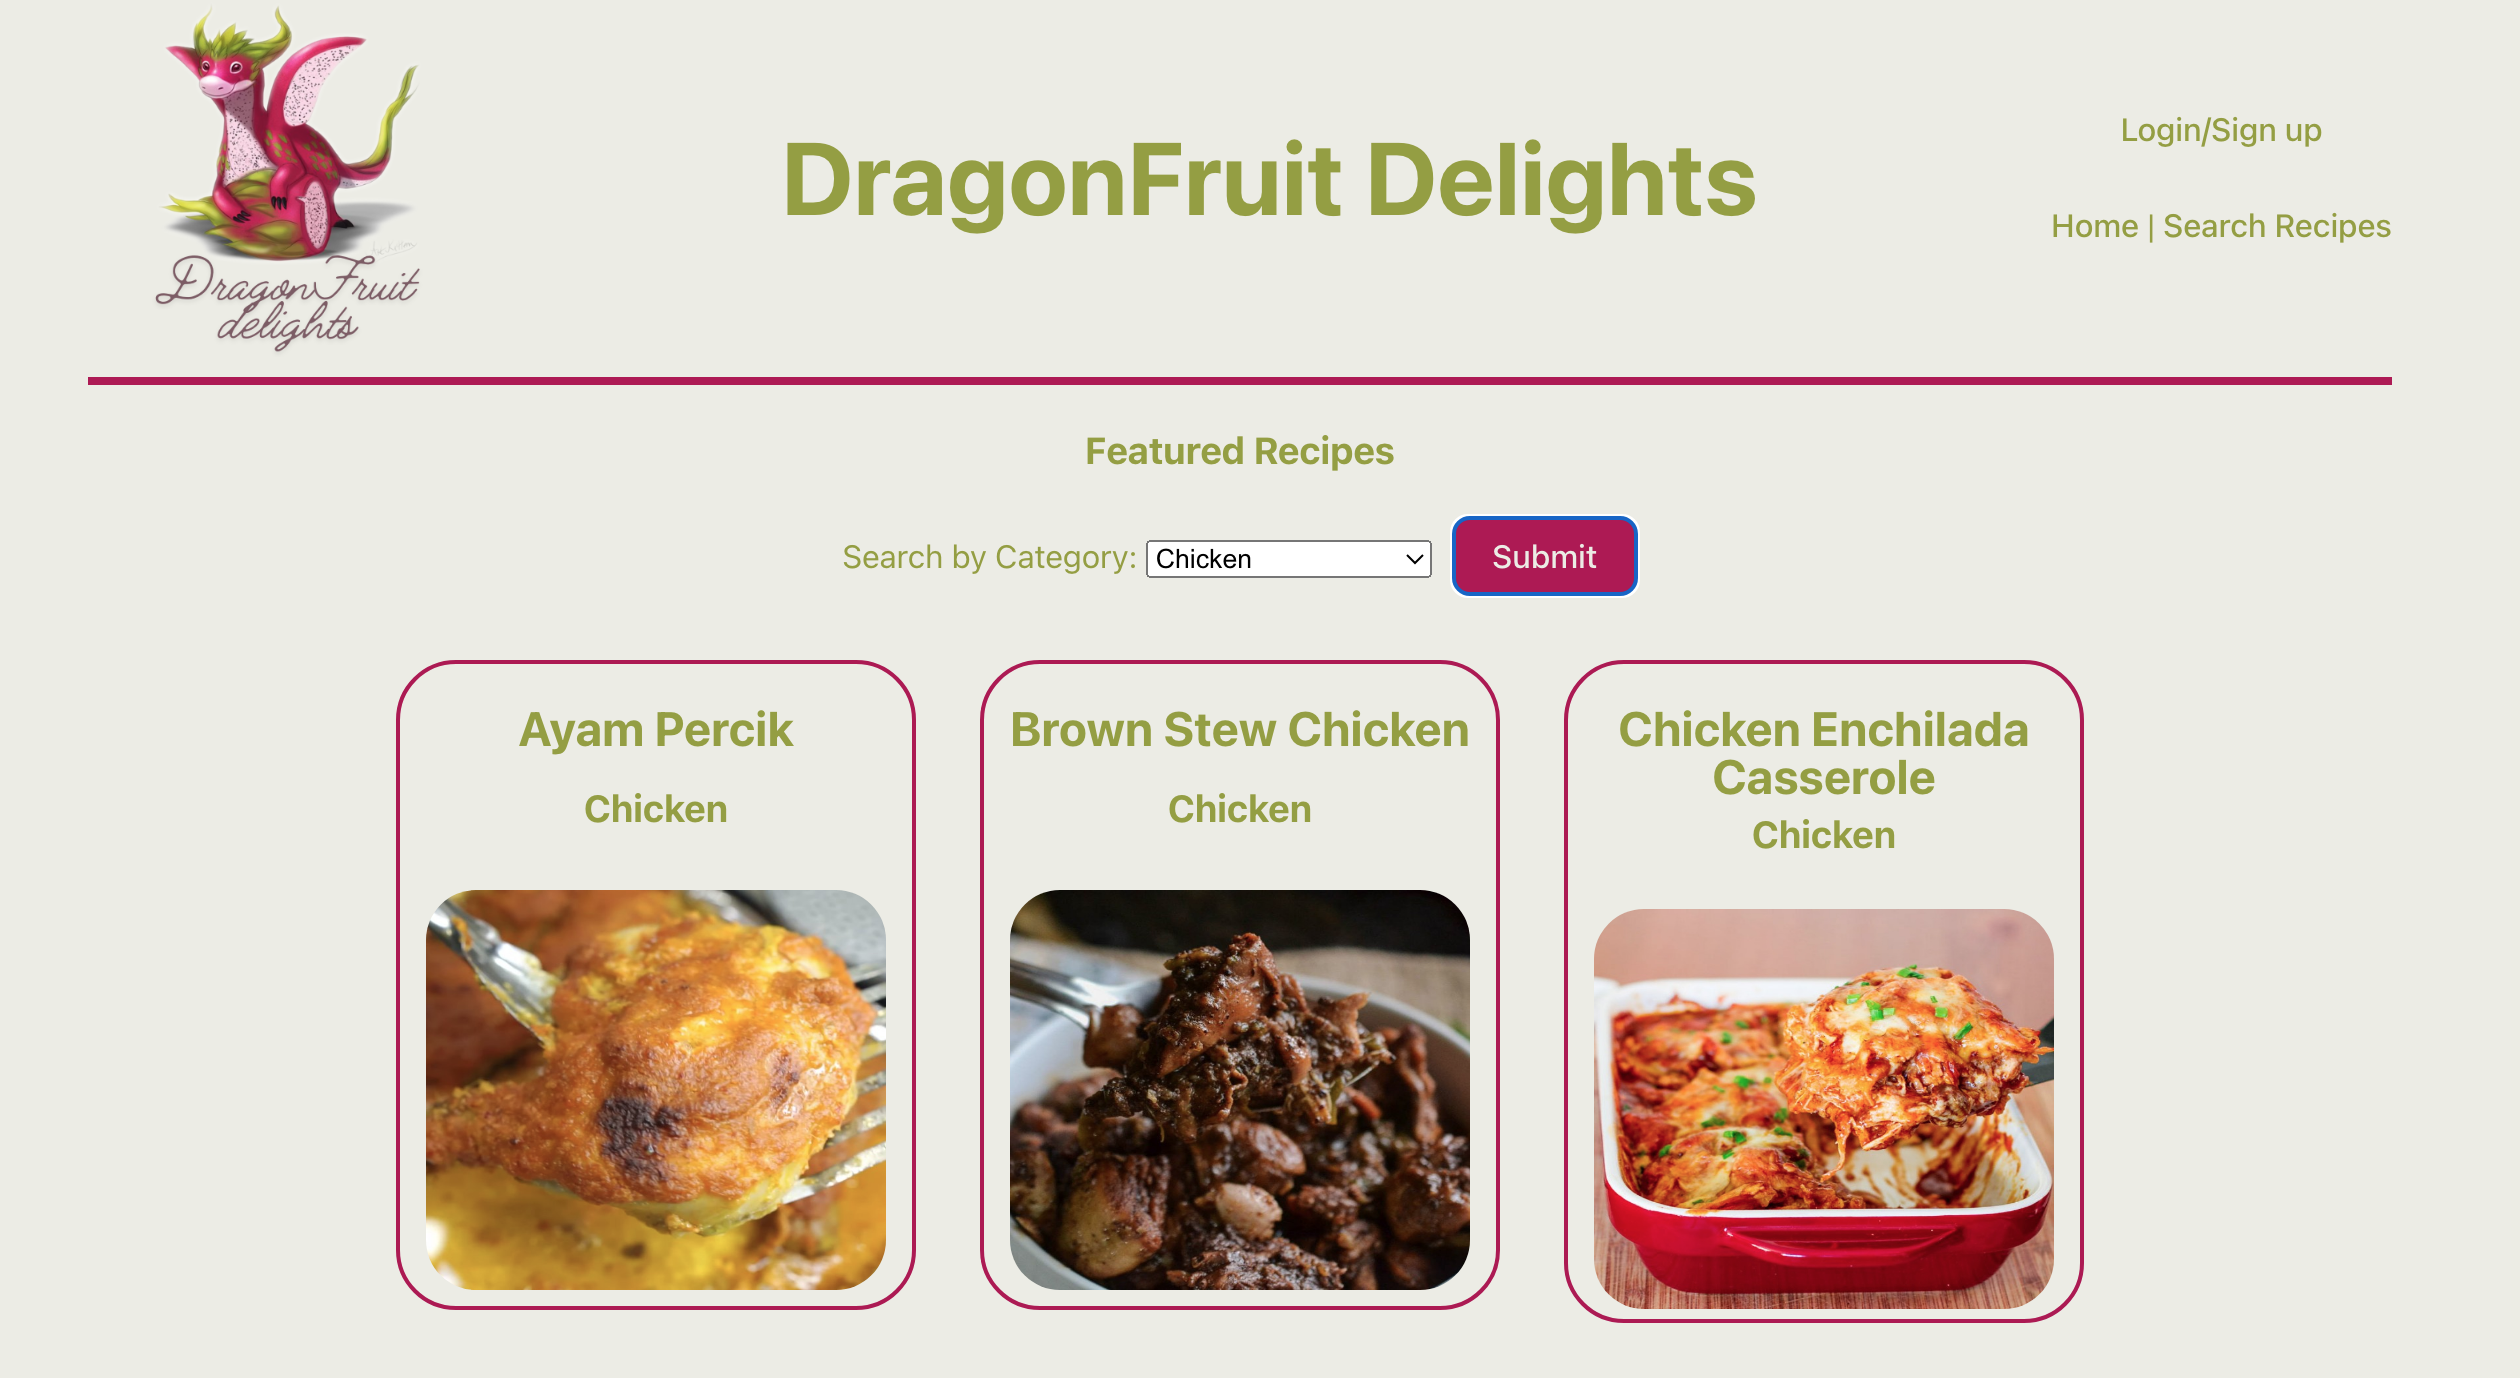 DragonFruit
delights
DragonFruit Delights
Login/Sign up
Home | Search Recipes
Featured Recipes
Search by Category: Chicken Submit
Ayam Percik
Chicken
Brown Stew Chicken
Chicken
Chicken Enchilada
Casserole
Chicken